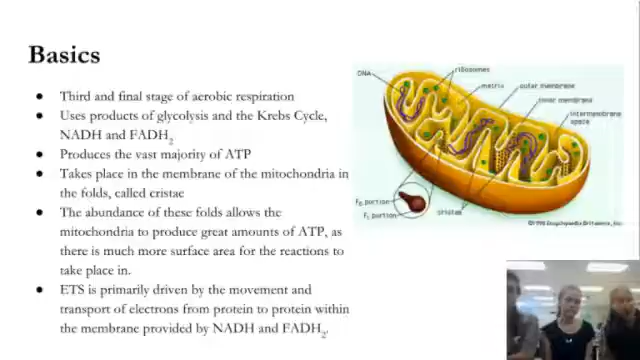 Basics
● Third and final stage of aerobic respiration
● Uses products of glycolysis and the Krebs Cycle,
NADH and FADH2
● Produces the vast majority of ATP
● Takes place in the membrane of the mitochondria in
the folds, called cristae
● The abundance of these folds allows the
mitochondria to produce great amounts of ATP, as
there is much more surface area for the reactions to
take place in.
● ETS is primarily driven by the movement and
transport of electrons from protein to protein within
the membrane provided by NADH and FADH2.
DNA
ribosomes
matrix
outer membrane
inner membrane
intermembrane
space
F0 portion
F1 portion
cristae